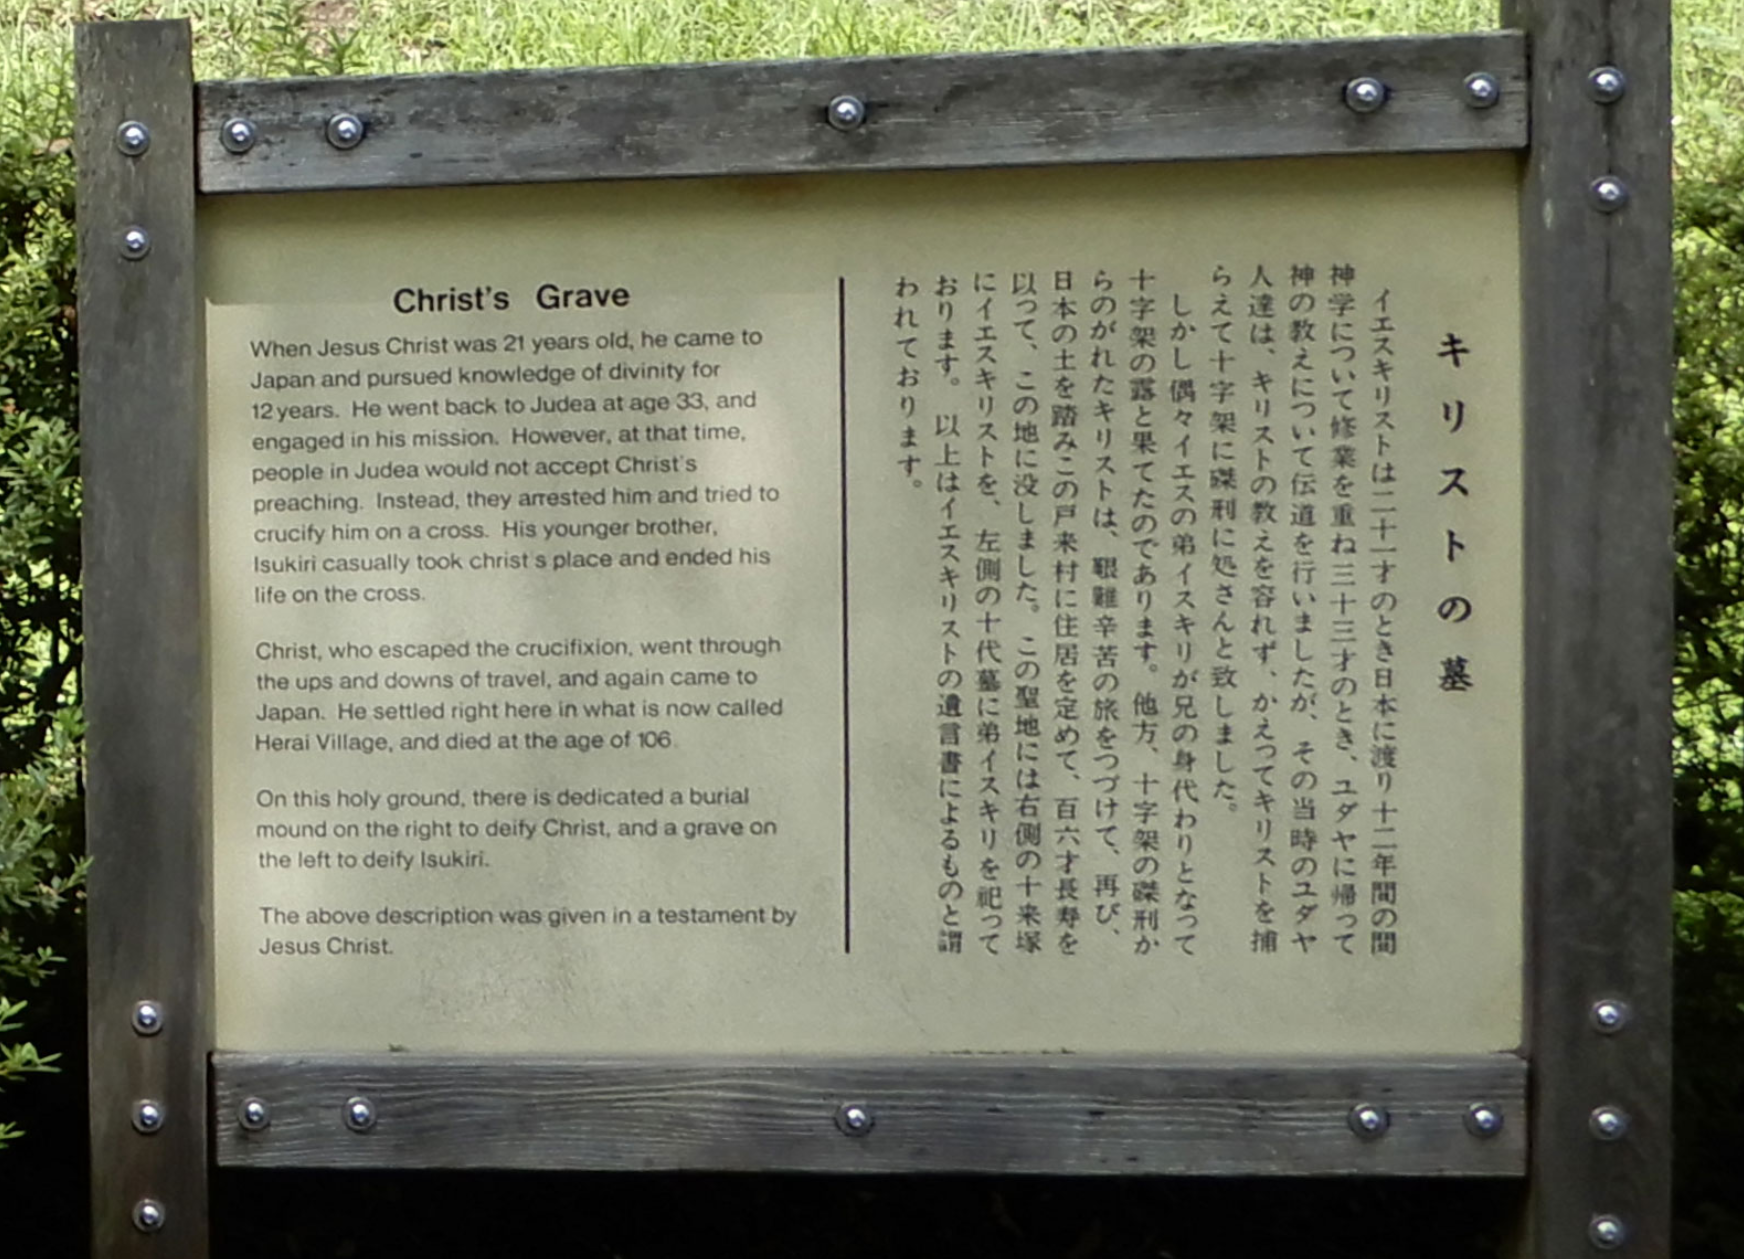 Christ's Grave
When Jesus Christ was 21 years old, he came to
Japan and pursued knowledge of divinity for
12 years. He went back to Judea at age 33, and
engaged in his mission. However, at that time,
people in Judea would not accept Christ's
preaching. Instead, they arrested him and tried to
crucify him on a cross. His younger brother,
Isukiri casually took christ's place and ended his
life on the cross.
Christ, who escaped the crucifixion, went through
the ups and downs of travel, and again came to
Japan. He settled right here in what is now called
Herai Village, and died at the age of 106.
On this holy ground, there is dedicated a burial
mound on the right to deify Christ, and a grave on
the left to deify Isukiri.
The above description was given in a testament by
Jesus Christ.
キリストの墓
イエスキリストは二十一才のとき日本に渡り十二年間の間
神学について修業を重ね三十三才のとき、ユダヤに帰って
神の教えについて伝道を行いましたが、その当時のユダヤ
人達は、キリストの教えを容れず、かえってキリストを捕
らえて十字架に磔刑に処さんと致しました。
しかし偶々イエスの弟イスキリが兄の身代わりとなって
十字架の露と果てたのであります。他方、十字架の磔刑か
らのがれたキリストは、艱難辛苦の旅をつづけて、再び、
日本の土を踏みこの戸来村に住居を定めて、百六才長寿を
以って、この地に没しました。この聖地には右側の十来塚
にイエスキリストを、左側の十代墓に弟イスキリを祀って
おります。以上はイエスキリストの遺言書によるものと謂
われております。